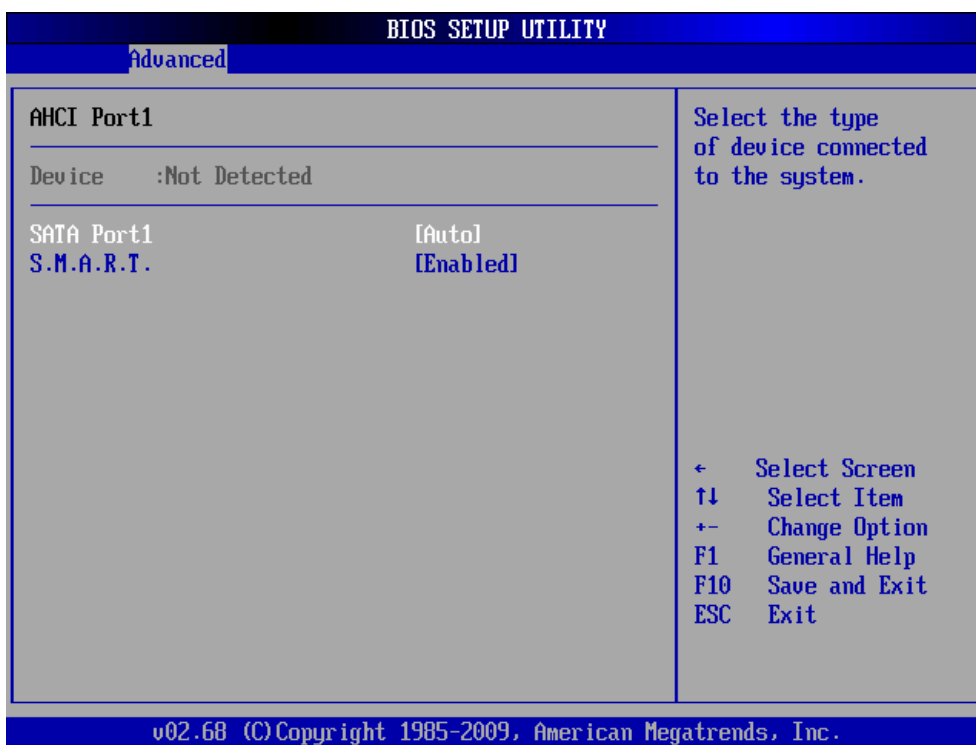 BIOS SETUP UTILITY
Advanced
AHCI Port1
Device :Not Detected
SATA Port1 [Auto]
S.M.A.R.T. [Enabled]
Select the type
of device connected
to the system.
← Select Screen
↑↓ Select Item
+- Change Option
F1 General Help
F10 Save and Exit
ESC Exit
v02.68 (C)Copyright 1985-2009, American Megatrends, Inc.